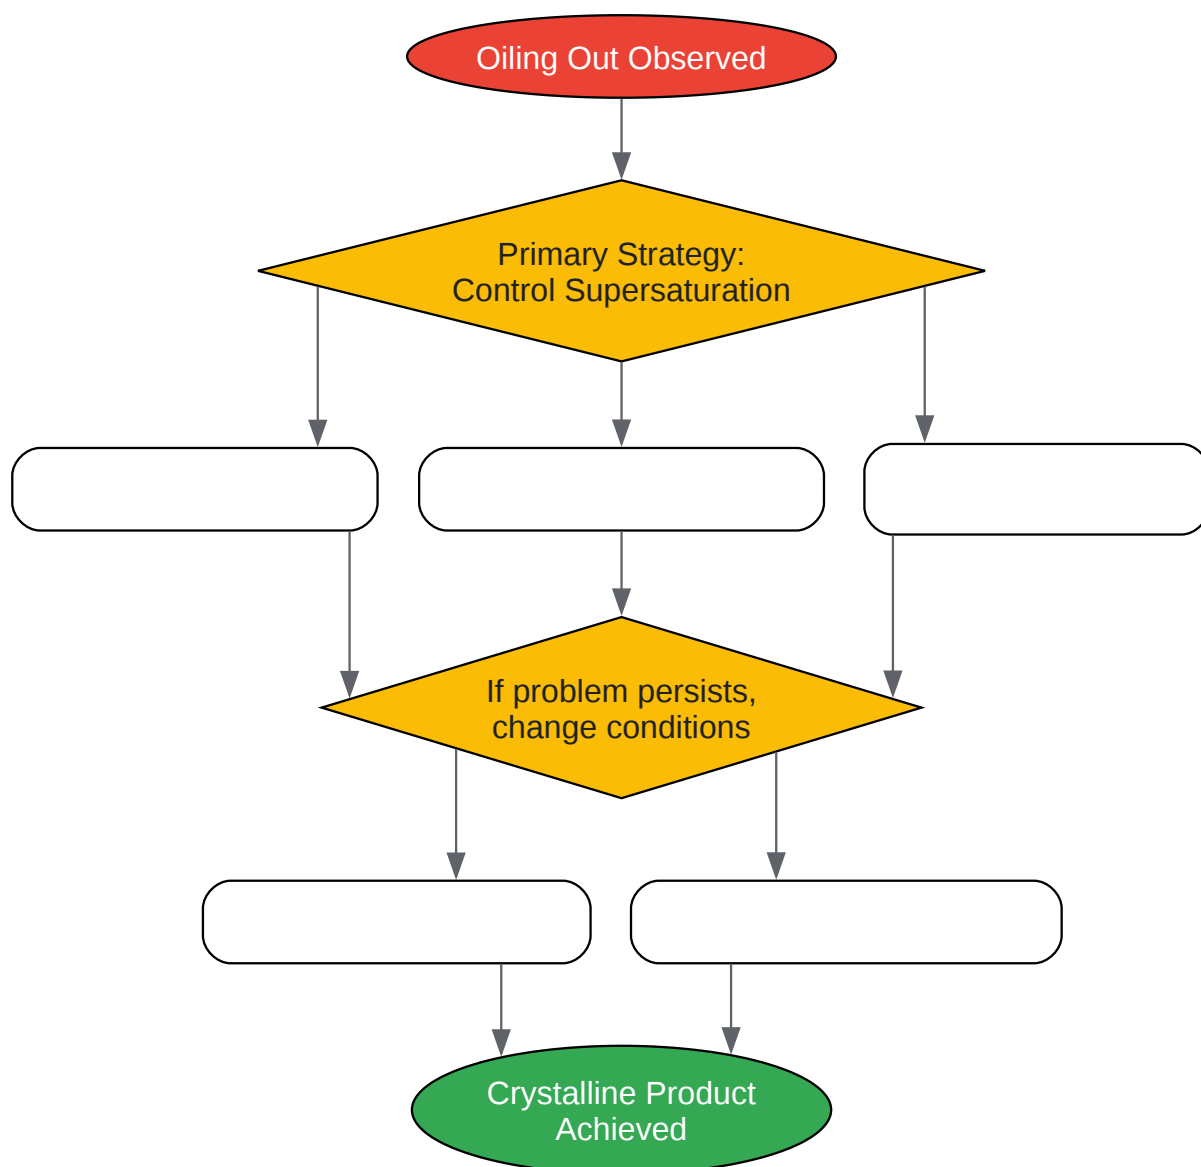 Oiling Out Observed
Primary Strategy:
Control Supersaturation
If problem persists,
change conditions
Crystalline Product
Achieved